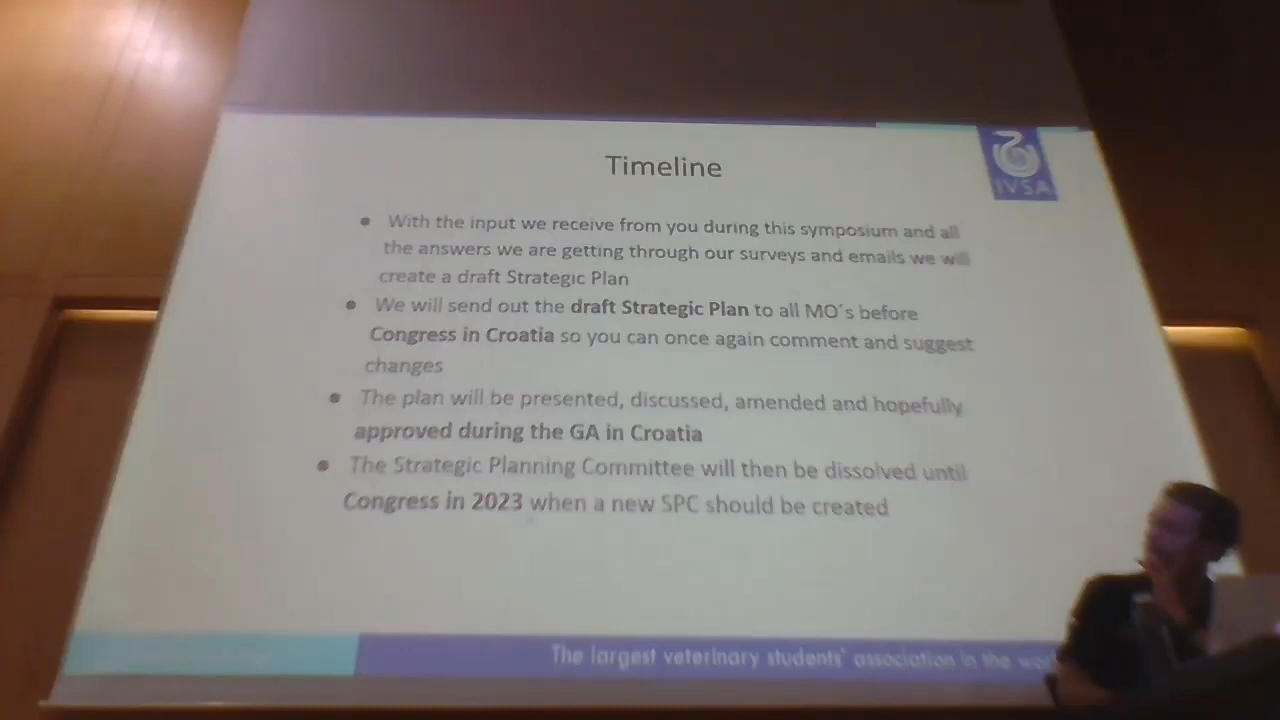 Timeline
IVSA
● With the input we receive from you during this symposium and all
the answers we are getting through our surveys and emails we will
create a draft Strategic Plan
● We will send out the draft Strategic Plan to all MO´s before
Congress in Croatia so you can once again comment and suggest
changes
● The plan will be presented, discussed, amended and hopefully
approved during the GA in Croatia
● The Strategic Planning Committee will then be dissolved until
Congress in 2023 when a new SPC should be created
The largest veterinary students' association in the